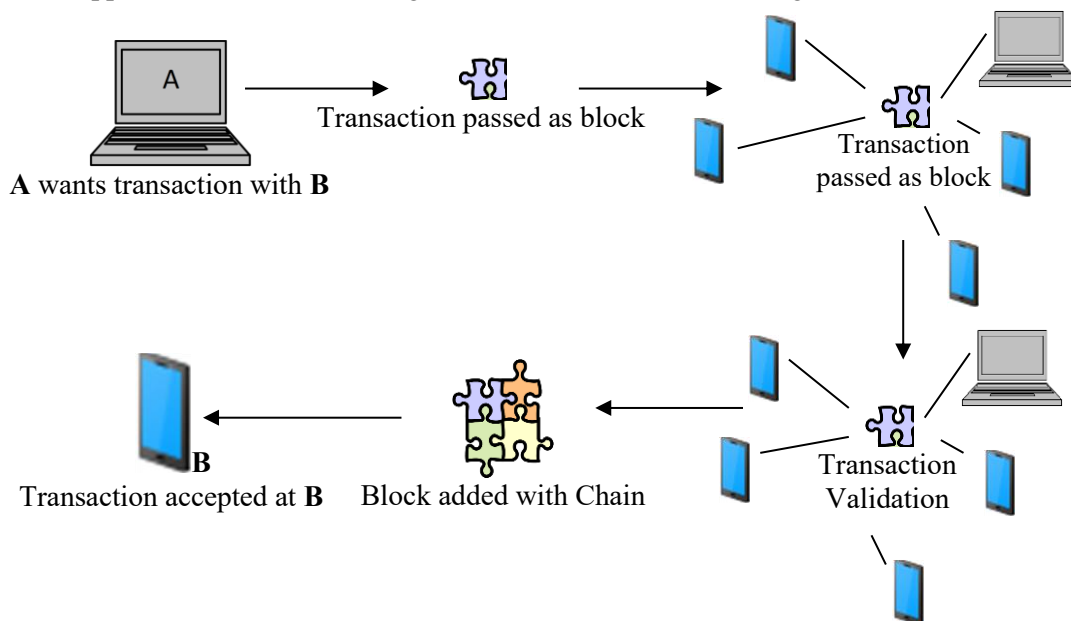 A
Transaction passed as block
A wants transaction with B
Transaction
passed as block
B
Transaction accepted at B
Block added with Chain
Transaction
Validation